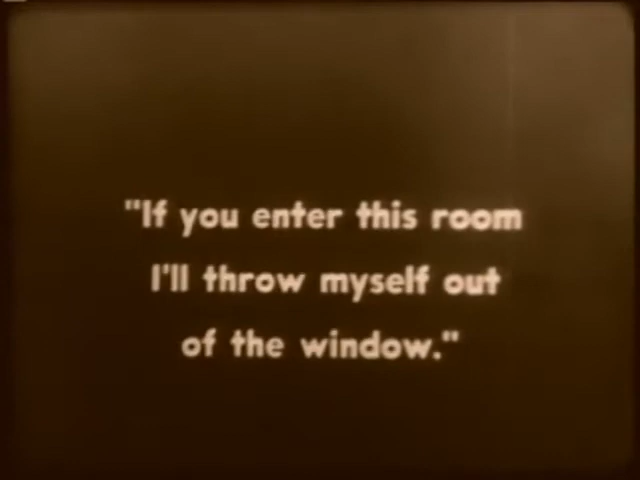 "If you enter this room
I'll throw myself out
of the window."